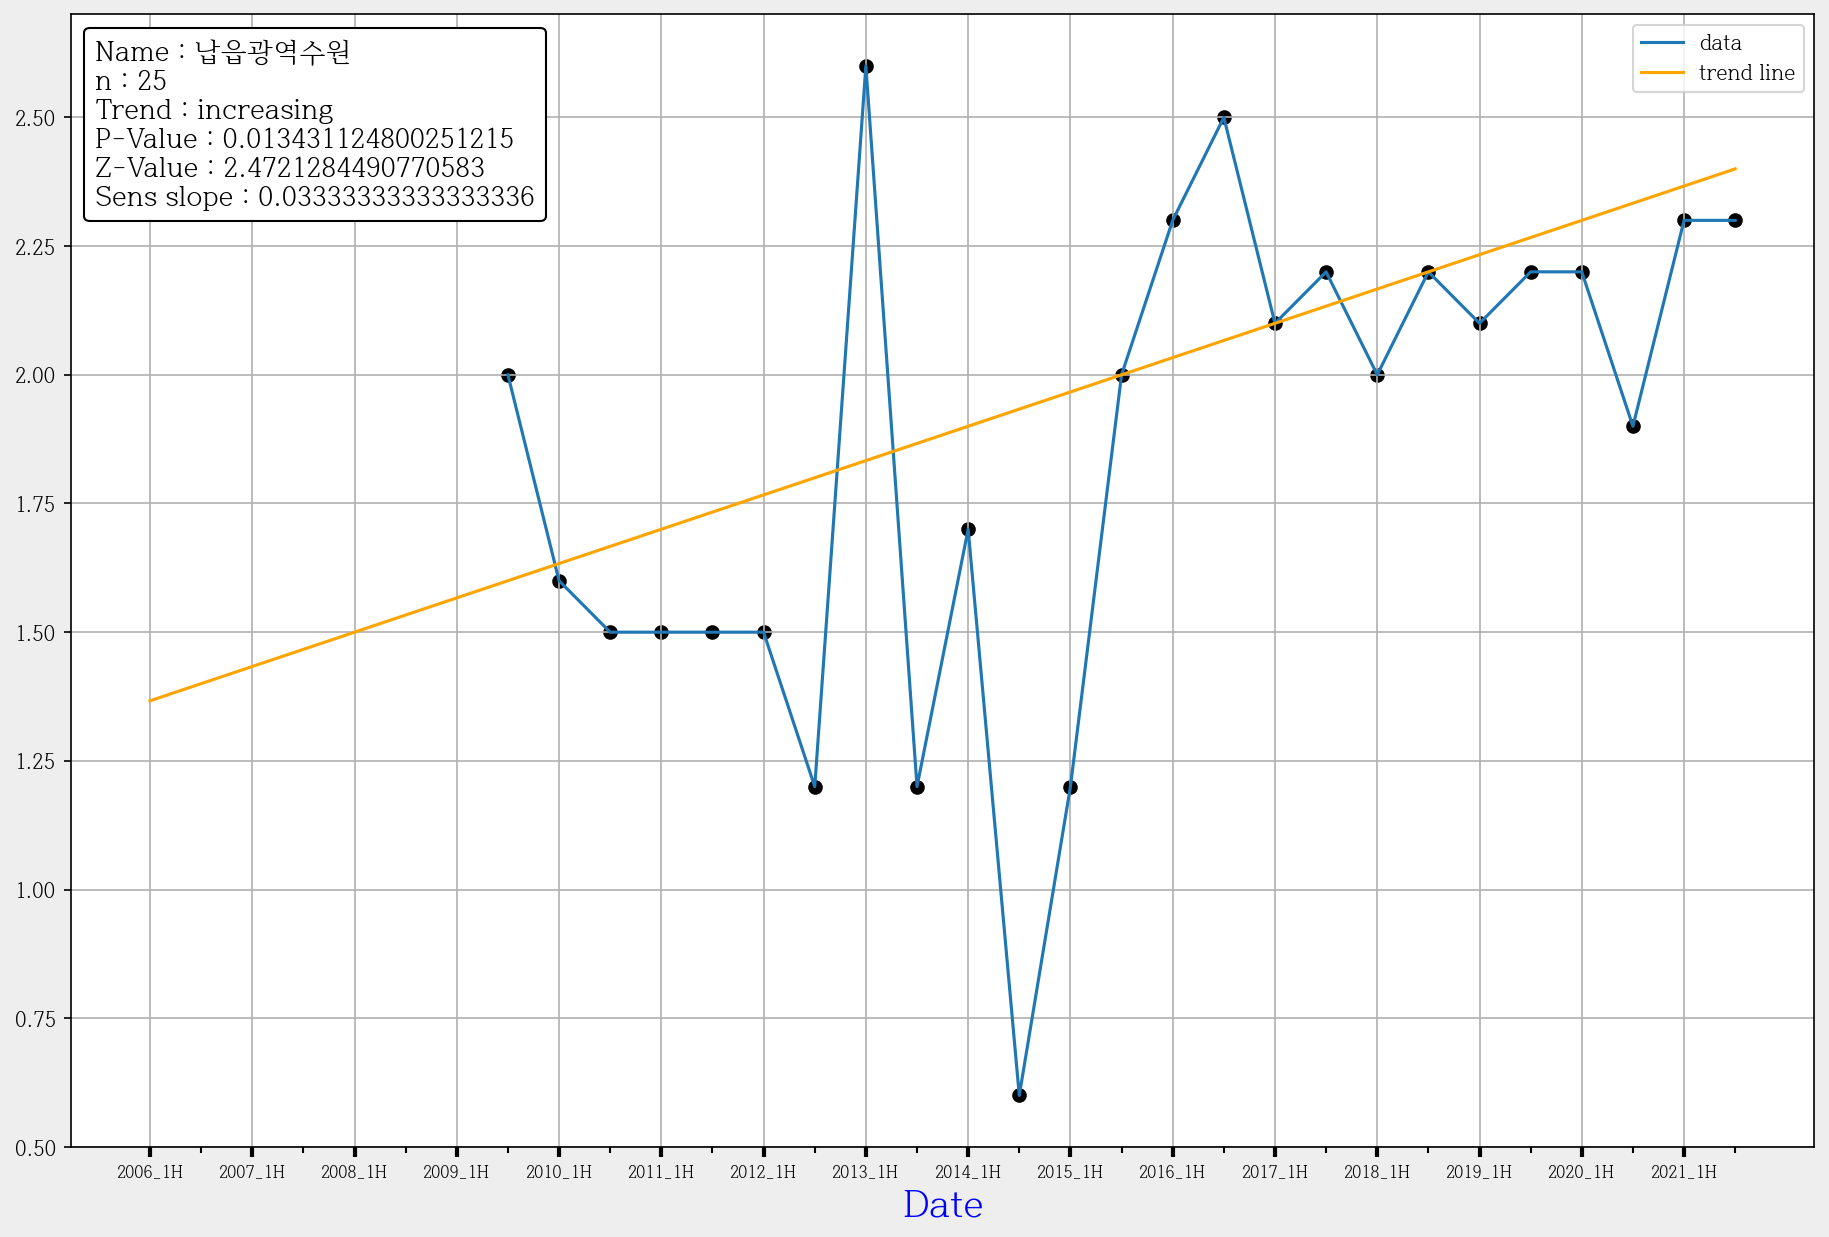 Name : 납읍광역수원
n : 25
Trend : increasing
P-Value : 0.013431124800251215
Z-Value : 2.4721284490770583
Sens slope : 0.03333333333333336
data
trend line
2.50
2.25
2.00
1.75
1.50
1.25
1.00
0.75
0.50
2006_1H 2007_1H 2008_1H 2009_1H 2010_1H 2011_1H 2012_1H 2013_1H 2014_1H 2015_1H 2016_1H 2017_1H 2018_1H 2019_1H 2020_1H 2021_1H
Date